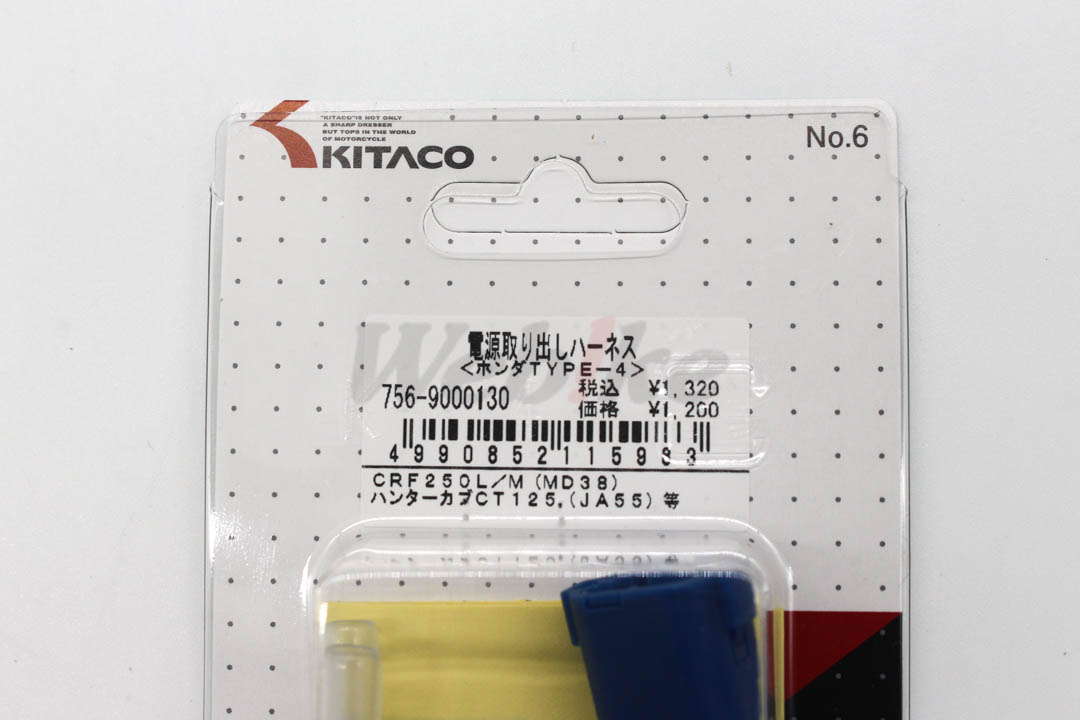 "KITACO"IS NOT ONLY
A SHARP DRESSER
BUT TOPS IN THE WORLD
OF MOTORCYCLE
KITACO
No.6
Webike
電源取り出しハーネス
<ホンダTYPE-4>
756-9000130 税込 ¥1,320
価格 ¥1,200
4990852115983
CRF250L/M(MD38)
ハンターカブCT125,(JA55)等